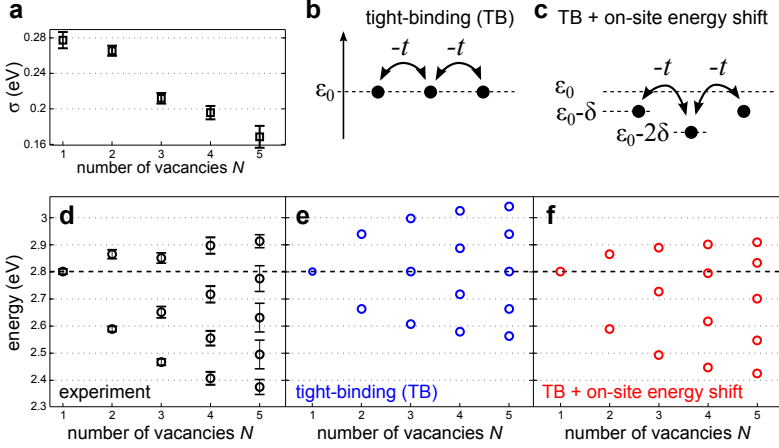 a
0.28
0.24
0.2
0.16
σ (eV)
1 2 3 4 5
number of vacancies N
b
tight-binding (TB)
-t -t
ε₀
c
TB + on-site energy shift
-t -t
ε₀
ε₀-δ
ε₀-2δ
d
3
2.9
2.8
2.7
2.6
2.5
2.4
2.3
energy (eV)
experiment
1 2 3 4 5
number of vacancies N
e
tight-binding (TB)
1 2 3 4 5
number of vacancies N
f
TB + on-site energy shift
1 2 3 4 5
number of vacancies N